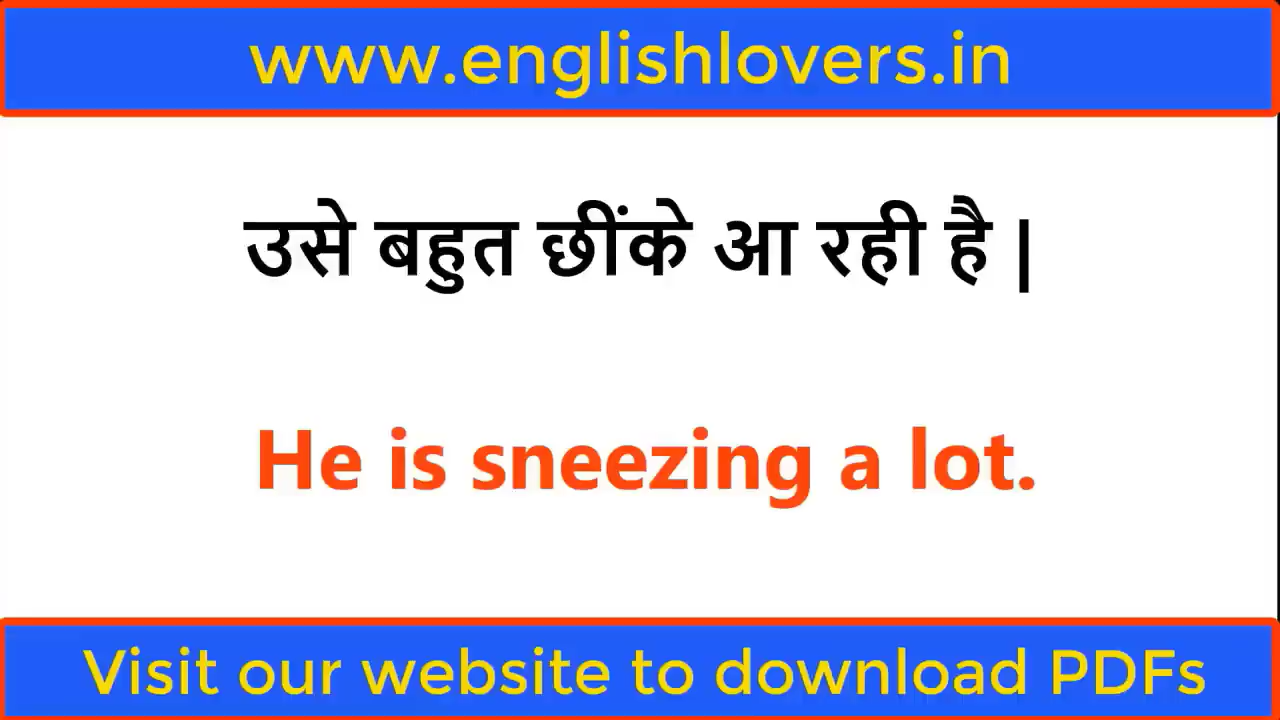 www.englishlovers.in
उसे बहुत छींके आ रही है |
He is sneezing a lot.
Visit our website to download PDFs